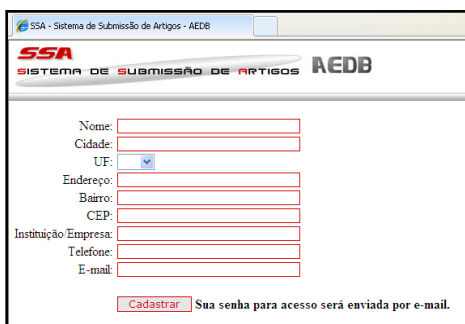 SSA - Sistema de Submissão de Artigos - AEDB
SSA
SISTEMA DE SUBMISSÃO DE ARTIGOS AEDB
Nome:
Cidade:
UF:
Endereço:
Bairro:
CEP:
Instituição/Empresa:
Telefone:
E-mail:
Cadastrar Sua senha para acesso será enviada por e-mail.